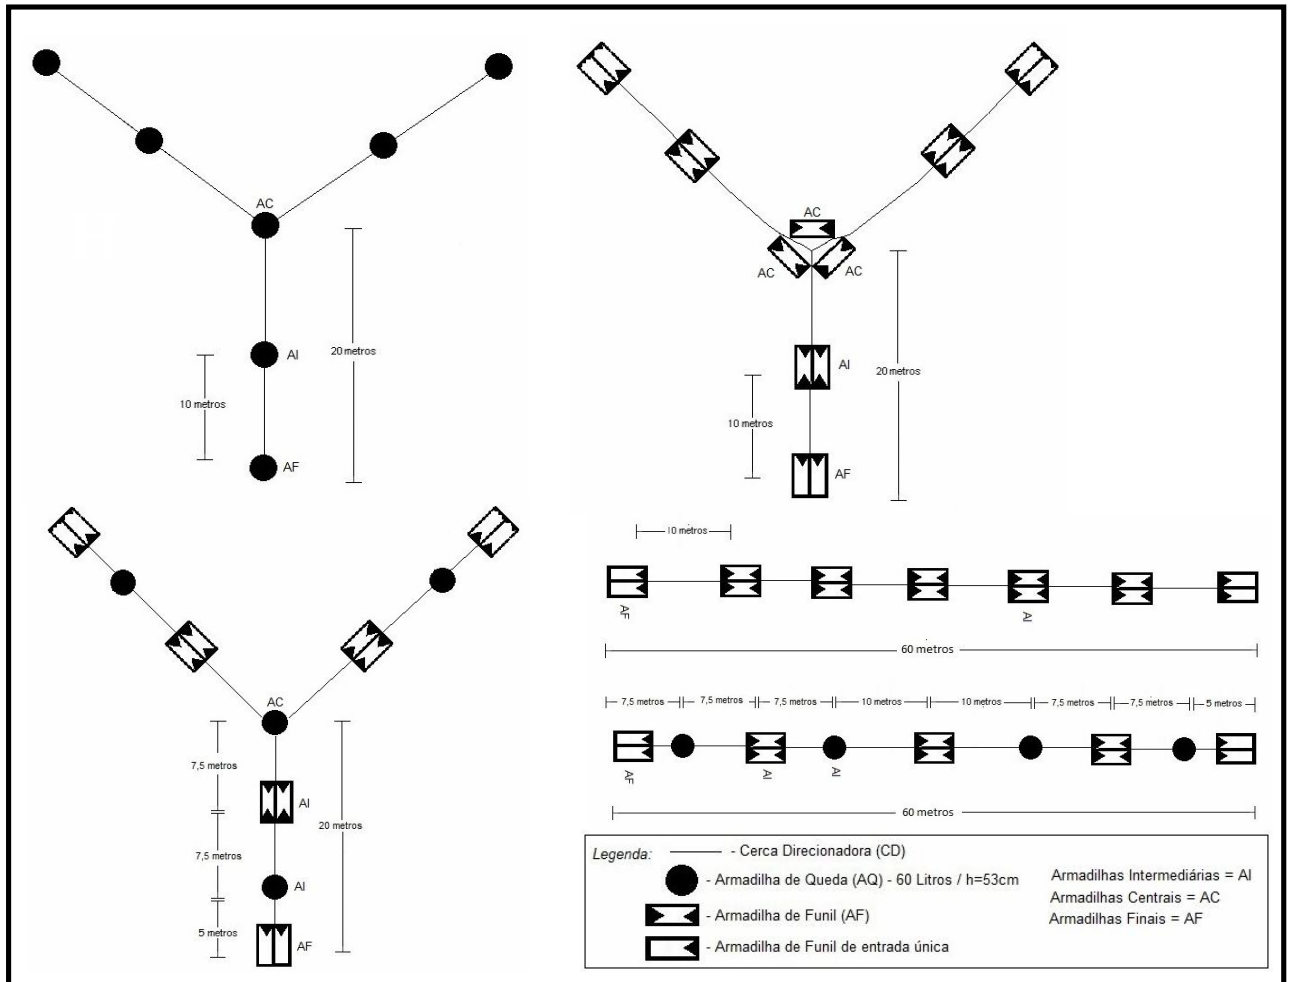 AC
AI
20 metros
10 metros
AF
AC
AC
AC
AI
20 metros
10 metros
AF
AC
7,5 metros
AI
20 metros
7,5 metros
AI
5 metros
AF
10 metros
AF
AI
60 metros
7,5 metros 7,5 metros 7,5 metros 10 metros 10 metros 7,5 metros 7,5 metros 5 metros
AF
AI
AI
60 metros
Legenda: - Cerca Direcionadora (CD)
- Armadilha de Queda (AQ) - 60 Litros / h=53cm
- Armadilha de Funil (AF)
- Armadilha de Funil de entrada única
Armadilhas Intermediárias = AI
Armadilhas Centrais = AC
Armadilhas Finais = AF